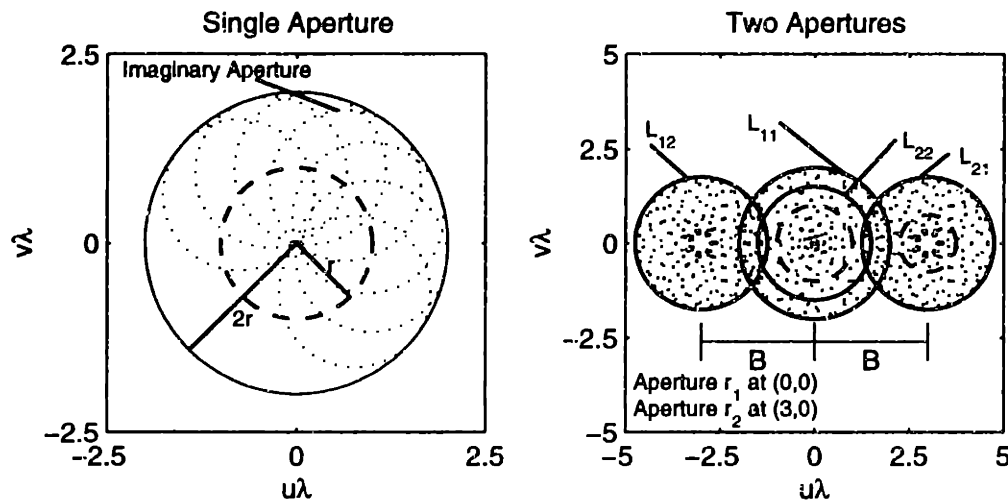 Single Aperture
2.5
Imaginary Aperture
vλ
0
r
2r
-2.5
-2.5
0
2.5
uλ
Two Apertures
5
L12
L11
L22
L21
2.5
vλ
0
-2.5
B
B
Aperture r1 at (0,0)
Aperture r2 at (3,0)
-5
-5
-2.5
0
2.5
5
uλ